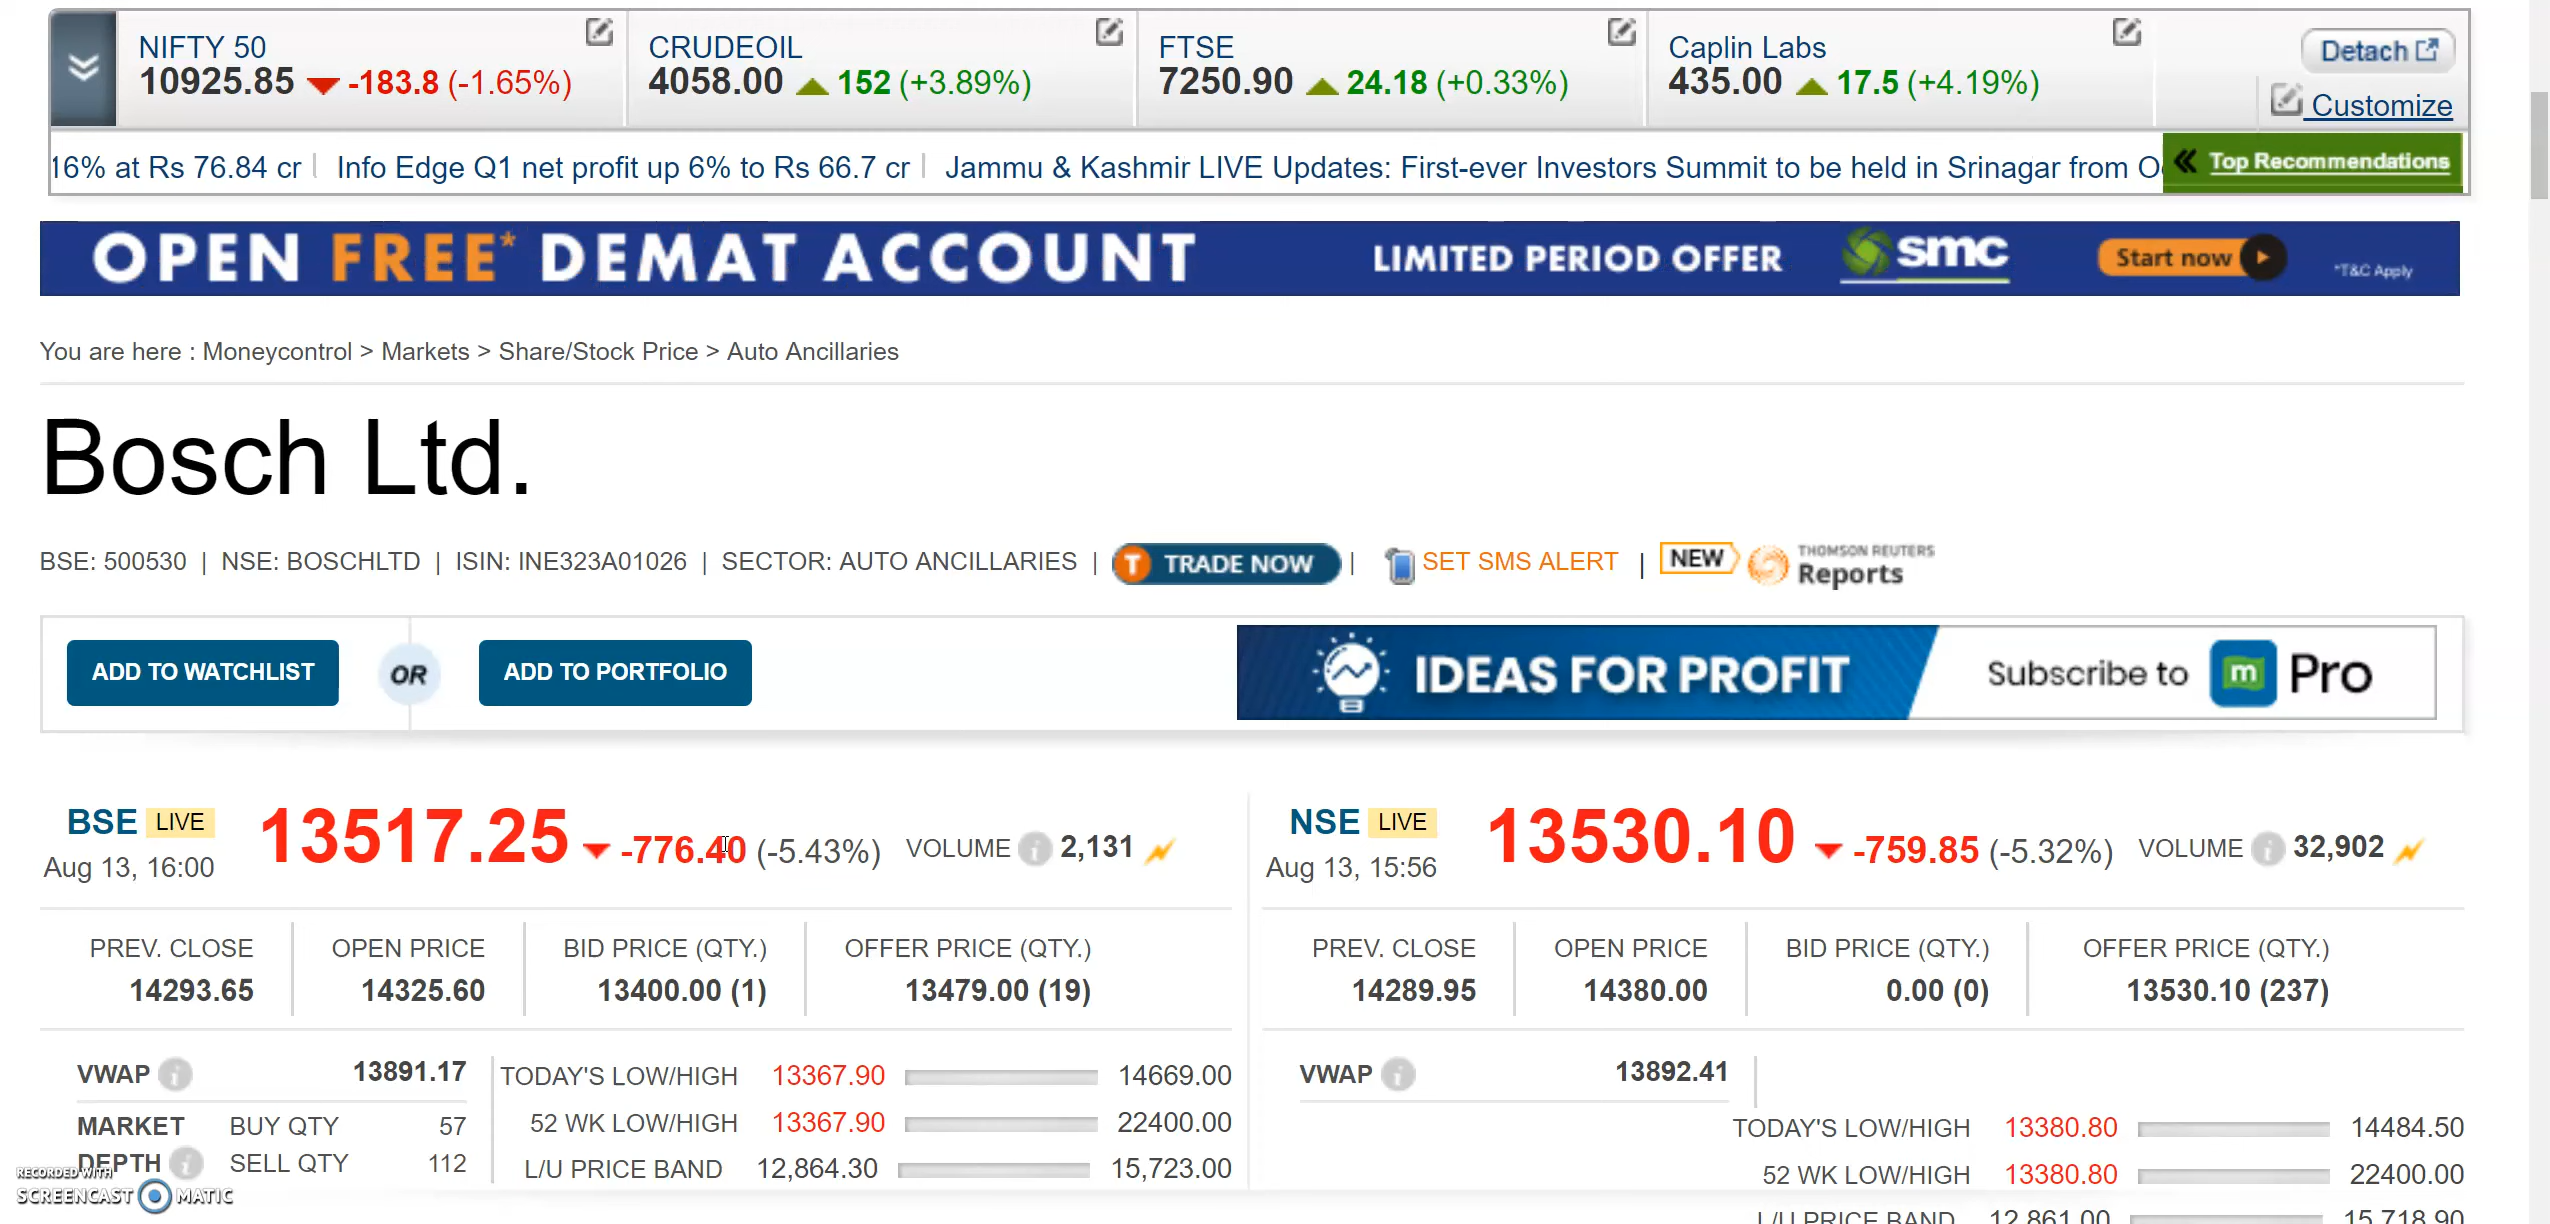 NIFTY 50
10925.85 -183.8 (-1.65%)
CRUDEOIL
4058.00 152 (+3.89%)
FTSE
7250.90 24.18 (+0.33%)
Caplin Labs
435.00 17.5 (+4.19%)
Detach
Customize
16% at Rs 76.84 cr | Info Edge Q1 net profit up 6% to Rs 66.7 cr | Jammu & Kashmir LIVE Updates: First-ever Investors Summit to be held in Srinagar from
Top Recommendations
OPEN FREE* DEMAT ACCOUNT LIMITED PERIOD OFFER smc Start now *T&C Apply
You are here : Moneycontrol > Markets > Share/Stock Price > Auto Ancillaries
Bosch Ltd.
BSE: 500530 | NSE: BOSCHLTD | ISIN: INE323A01026 | SECTOR: AUTO ANCILLARIES | T TRADE NOW | SET SMS ALERT | NEW THOMSON REUTERS Reports
ADD TO WATCHLIST OR ADD TO PORTFOLIO
IDEAS FOR PROFIT Subscribe to m Pro
BSE LIVE 13517.25 -776.40 (-5.43%) VOLUME i 2,131
Aug 13, 16:00
PREV. CLOSE OPEN PRICE BID PRICE (QTY.) OFFER PRICE (QTY.)
14293.65 14325.60 13400.00 (1) 13479.00 (19)
VWAP i 13891.17
MARKET DEPTH i
BUY QTY 57
SELL QTY 112
TODAY'S LOW/HIGH 13367.90 14669.00
52 WK LOW/HIGH 13367.90 22400.00
L/U PRICE BAND 12,864.30 15,723.00
NSE LIVE 13530.10 -759.85 (-5.32%) VOLUME i 32,902
Aug 13, 15:56
PREV. CLOSE OPEN PRICE BID PRICE (QTY.) OFFER PRICE (QTY.)
14289.95 14380.00 0.00 (0) 13530.10 (237)
VWAP i 13892.41
TODAY'S LOW/HIGH 13380.80 14484.50
52 WK LOW/HIGH 13380.80 22400.00
L/U PRICE BAND 12,861.00 15,718.90
RECORDED WITH
SCREENCAST MATIC